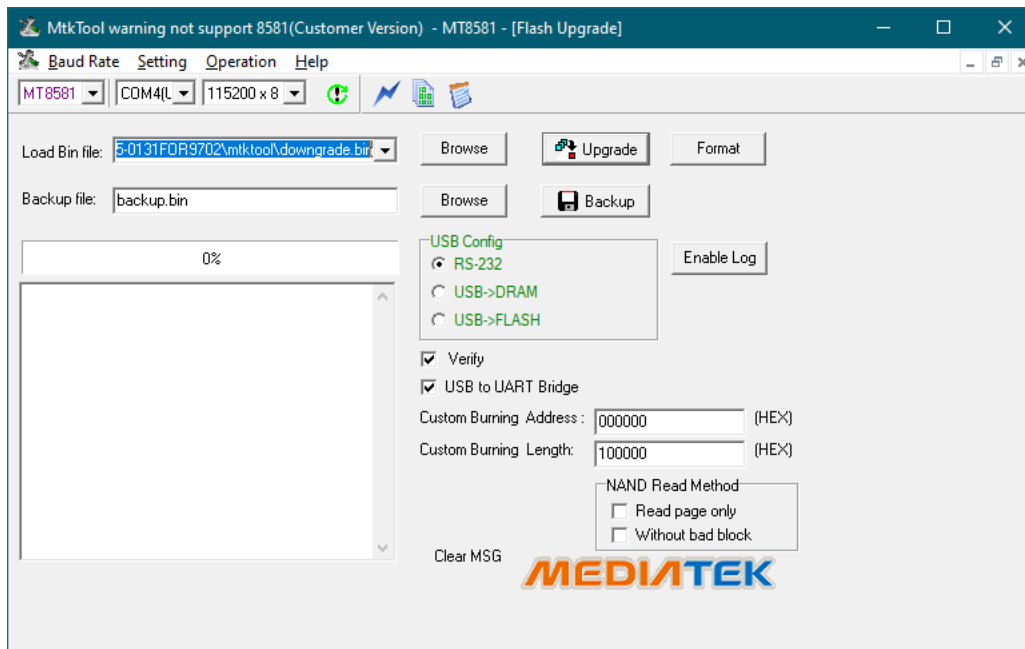 MtkTool warning not support 8581(Customer Version) - MT8581 - [Flash Upgrade]
Baud Rate Setting Operation Help
MT8581 COM4(L 115200 x 8
Load Bin file: 5-0131FOR9702\mtktool\downgrade.bin Browse Upgrade Format
Backup file: backup.bin Browse Backup
0%
USB Config
RS-232
Enable Log
USB->DRAM
USB->FLASH
Verify
USB to UART Bridge
Custom Burning Address : 000000 (HEX)
Custom Burning Length: 100000 (HEX)
NAND Read Method
Read page only
Without bad block
Clear MSG
MEDIATEK